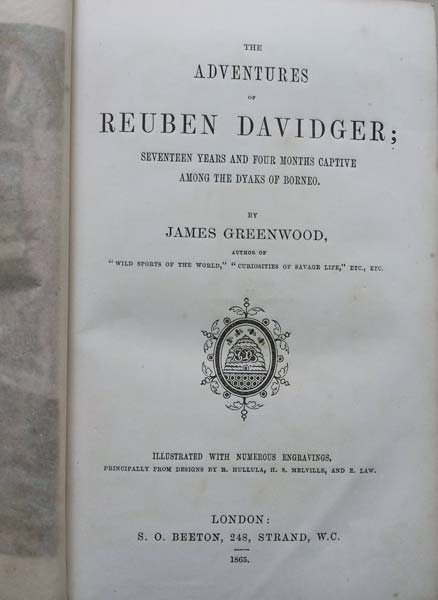 THE
ADVENTURES
OF
REUBEN DAVIDGER;
SEVENTEEN YEARS AND FOUR MONTHS CAPTIVE
AMONG THE DYAKS OF BORNEO.
BY
JAMES GREENWOOD,
AUTHOR OF
"WILD SPORTS OF THE WORLD," "CURIOSITIES OF SAVAGE LIFE," ETC., ETC.
ILLUSTRATED WITH NUMEROUS ENGRAVINGS,
PRINCIPALLY FROM DESIGNS BY R. HULLULA, H. S. MELVILLE, AND E. LAW.
LONDON:
S. O. BEETON, 248, STRAND, W.C.
1865.